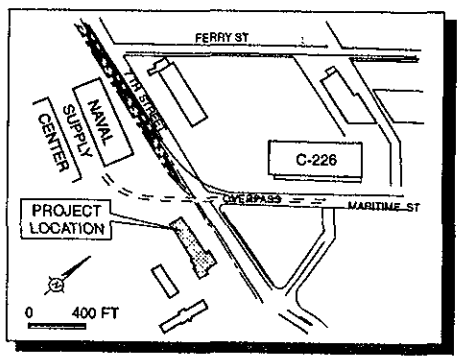 FERRY ST
7TH STREET
NAVAL
SUPPLY
CENTER
C-226
OVERPASS
MARITIME ST
PROJECT
LOCATION
0 400 FT